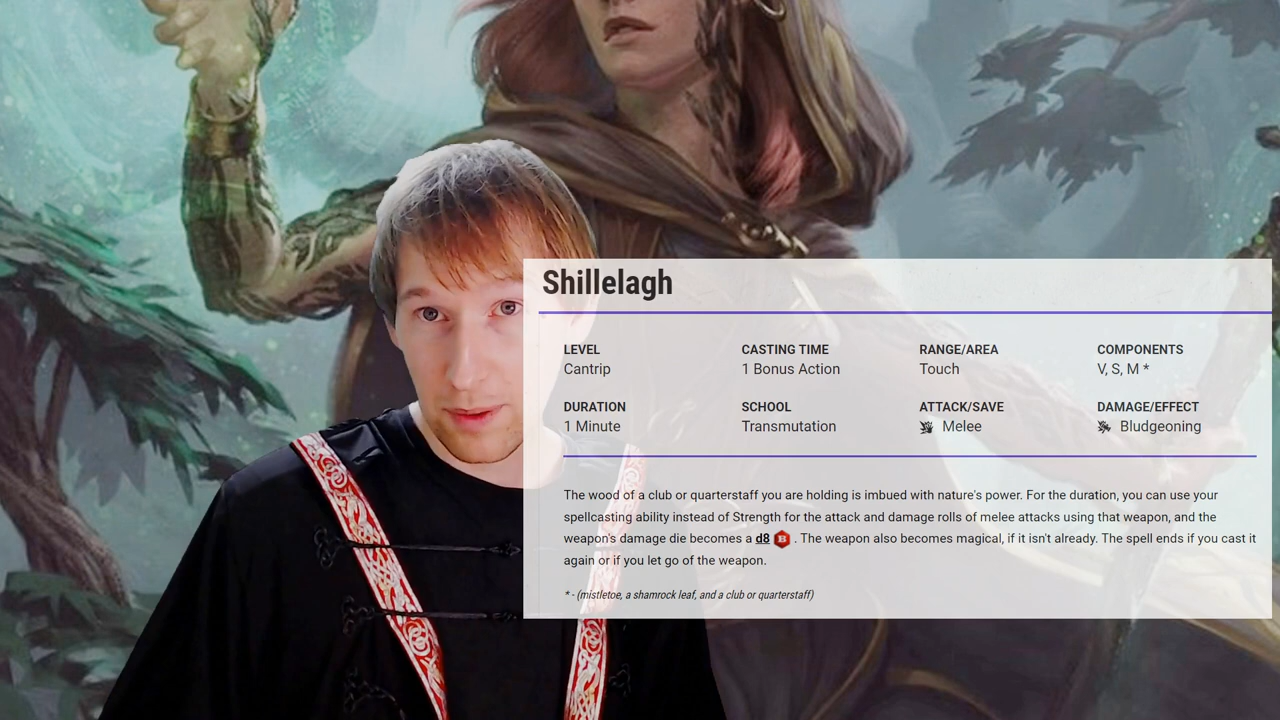 Shillelagh
LEVEL CASTING TIME RANGE/AREA COMPONENTS
Cantrip 1 Bonus Action Touch V, S, M *
DURATION SCHOOL ATTACK/SAVE DAMAGE/EFFECT
1 Minute Transmutation Melee Bludgeoning
The wood of a club or quarterstaff you are holding is imbued with nature's power. For the duration, you can use your
spellcasting ability instead of Strength for the attack and damage rolls of melee attacks using that weapon, and the
weapon's damage die becomes a d8 B . The weapon also becomes magical, if it isn't already. The spell ends if you cast it
again or if you let go of the weapon.
* - (mistletoe, a shamrock leaf, and a club or quarterstaff)